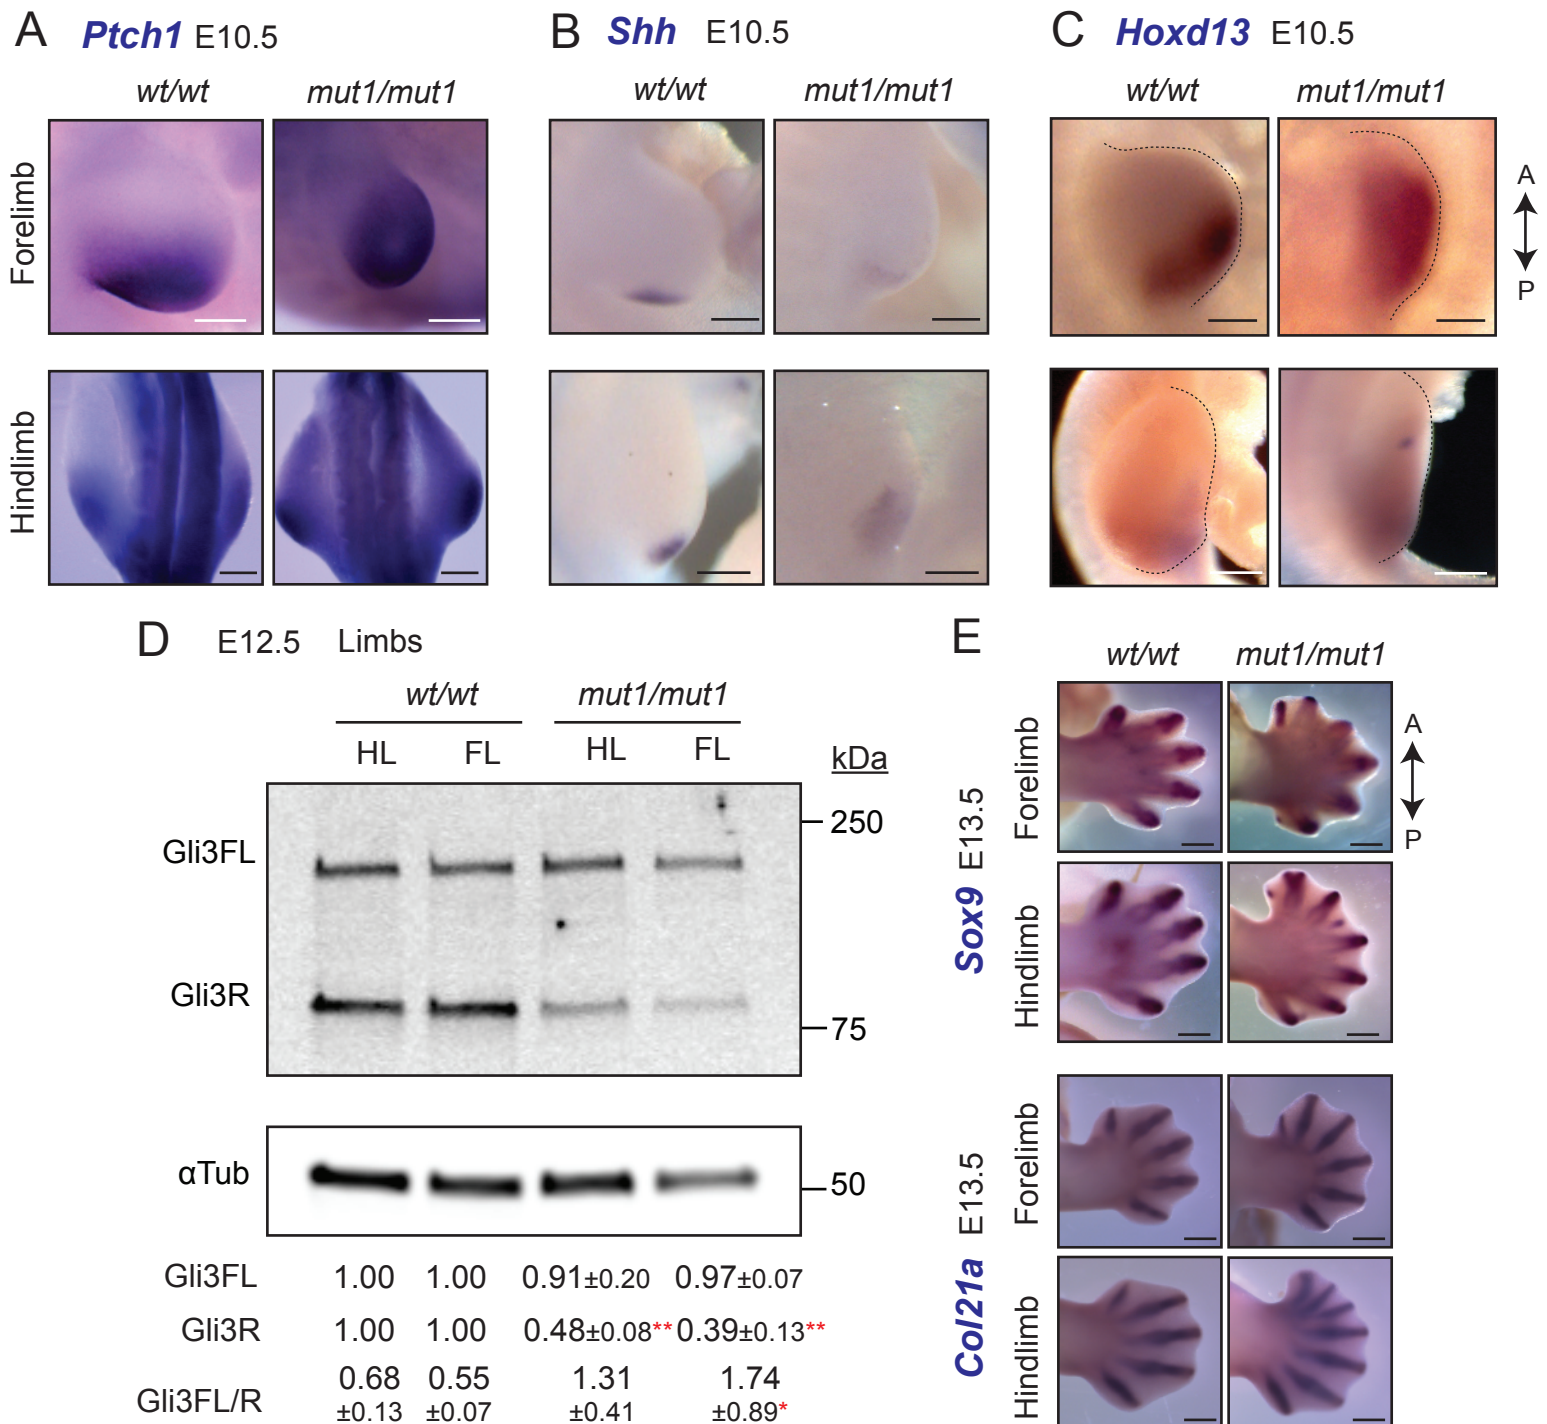 A Ptch1 E10.5
wt/wt mut1/mut1
Forelimb
Hindlimb
B Shh E10.5
wt/wt mut1/mut1
C Hoxd13 E10.5
wt/wt mut1/mut1
A
P
D E12.5 Limbs
wt/wt mut1/mut1
HL FL HL FL kDa
250
Gli3FL
Gli3R
75
αTub
50
Gli3FL 1.00 1.00 0.91±0.20 0.97±0.07
Gli3R 1.00 1.00 0.48±0.08** 0.39±0.13**
Gli3FL/R 0.68 0.55 1.31 1.74
±0.13 ±0.07 ±0.41 ±0.89*
E
wt/wt mut1/mut1
Sox9 E13.5
Forelimb
A
P
Hindlimb
Col21a E13.5
Forelimb
Hindlimb